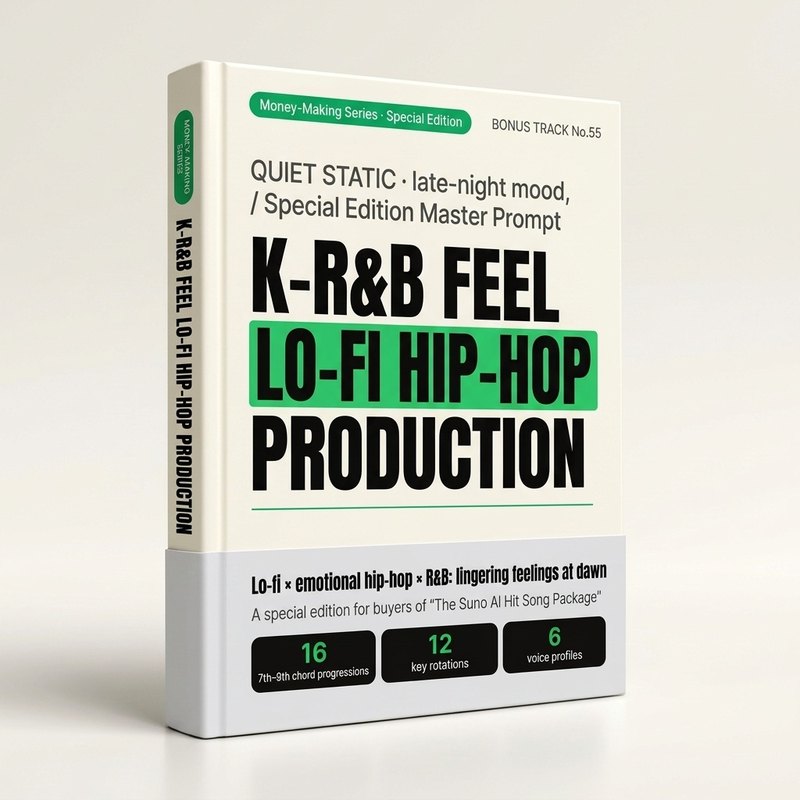 Money-Making Series · Special Edition
BONUS TRACK No.55
QUIET STATIC · late-night mood,
/ Special Edition Master Prompt
K-R&B FEEL
LO-FI HIP-HOP
PRODUCTION
Lo-fi × emotional hip-hop × R&B: lingering feelings at dawn
A special edition for buyers of "The Suno AI Hit Song Package"
16
7th–9th chord progressions
12
key rotations
6
voice profiles
MONEY MAKING
K-R&B FEEL LO-FI HIP-HOP PRODUCTION